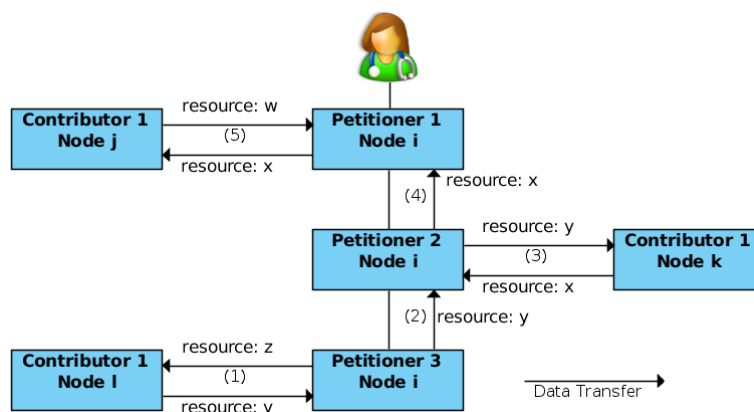 resource: w
Contributor 1
Node j
(5)
Petitioner 1
Node i
resource: x
(4)
resource: x
Petitioner 2
Node i
resource: y
(3)
resource: x
Contributor 1
Node k
(2)
resource: y
Contributor 1
Node l
resource: z
(1)
resource: y
Petitioner 3
Node i
Data Transfer